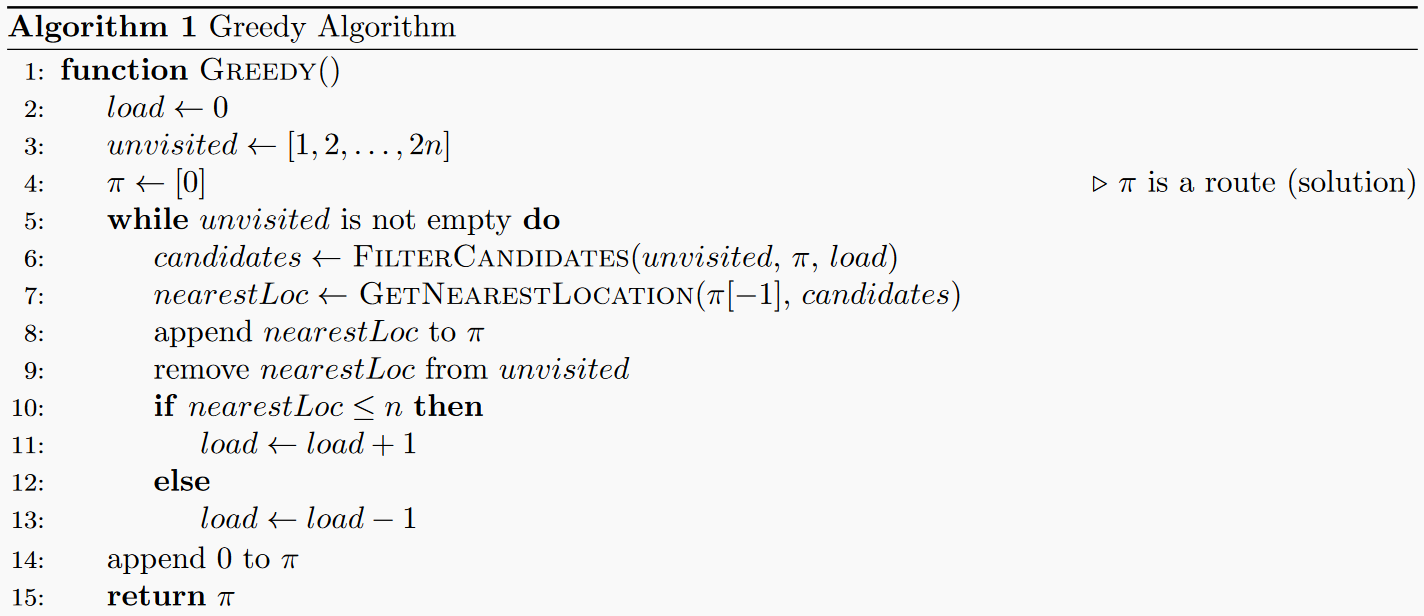 Algorithm 1 Greedy Algorithm
1: function GREEDY()
2: load ← 0
3: unvisited ← [1, 2, . . . , 2n]
4: π ← [0] ▷ π is a route (solution)
5: while unvisited is not empty do
6: candidates ← FILTERCANDIDATES(unvisited, π, load)
7: nearestLoc ← GETNEARESTLOCATION(π[−1], candidates)
8: append nearestLoc to π
9: remove nearestLoc from unvisited
10: if nearestLoc ≤ n then
11: load ← load + 1
12: else
13: load ← load − 1
14: append 0 to π
15: return π